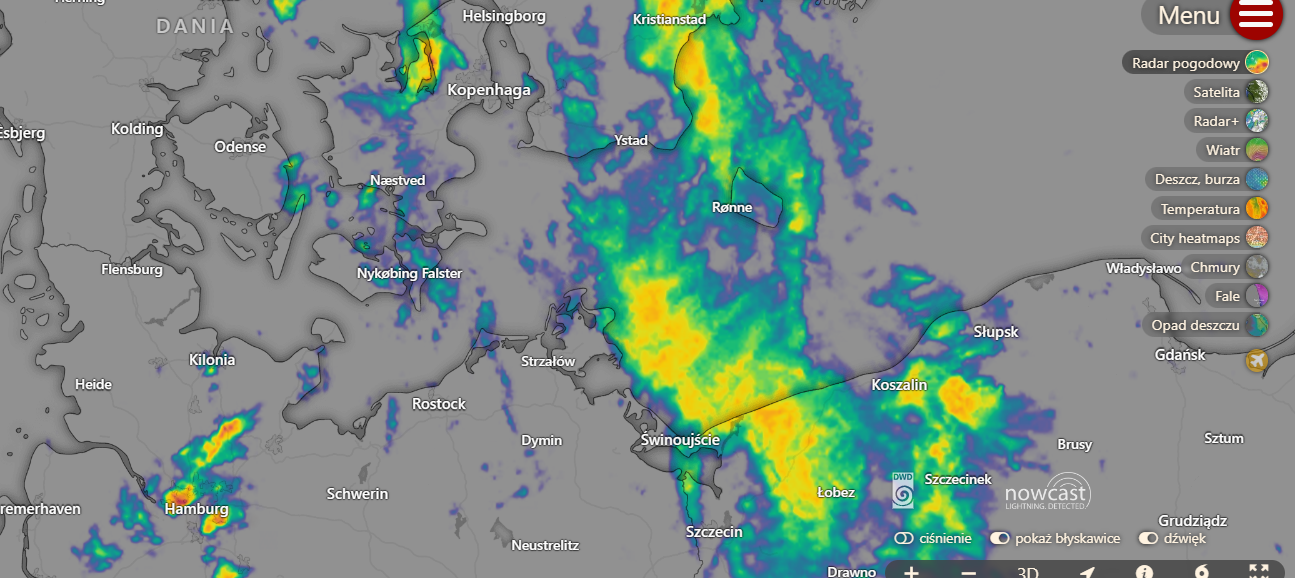 Helsingborg
Kristianstad
DANIA
Menu
Radar pogodowy
Kopenhaga
Satelita
Radar+
Kolding
Esbjerg
Odense
Ystad
Wiatr
Næstved
Deszcz, burza
Rønne
Temperatura
City heatmaps
Flensburg
Nykøbing Falster
Władysławo
Chmury
Fale
Opad deszczu
Słupsk
Kilonia
Strzałów
Gdańsk
Heide
Koszalin
Rostock
Dymin
Świnoujście
Brusy
Sztum
Szczecinek
DWD
nowcast
LIGHTNING. DETECTED.
Schwerin
Łobez
remerhaven
Hamburg
Grudziądz
Szczecin
ciśnienie
pokaż błyskawice
dźwięk
Neustrelitz
Drawno
3D